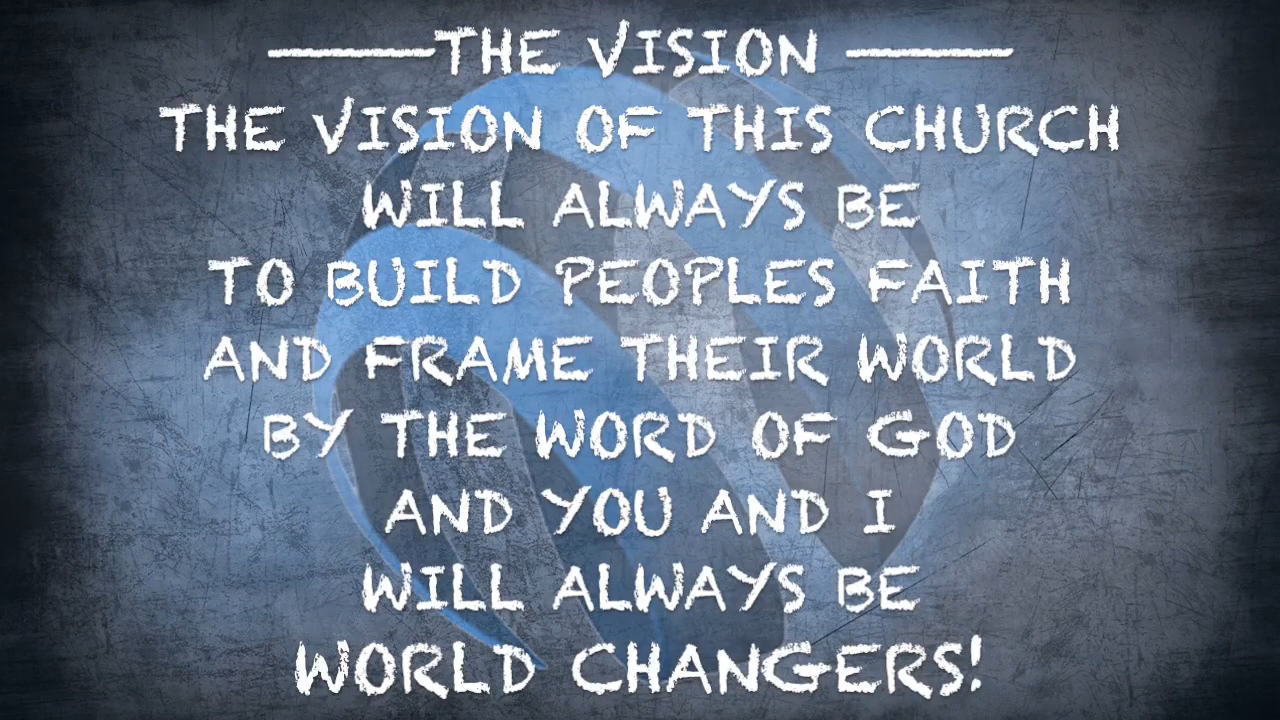 THE VISION
THE VISION OF THIS CHURCH
WILL ALWAYS BE
TO BUILD PEOPLES FAITH
AND FRAME THEIR WORLD
BY THE WORD OF GOD
AND YOU AND I
WILL ALWAYS BE
WORLD CHANGERS!